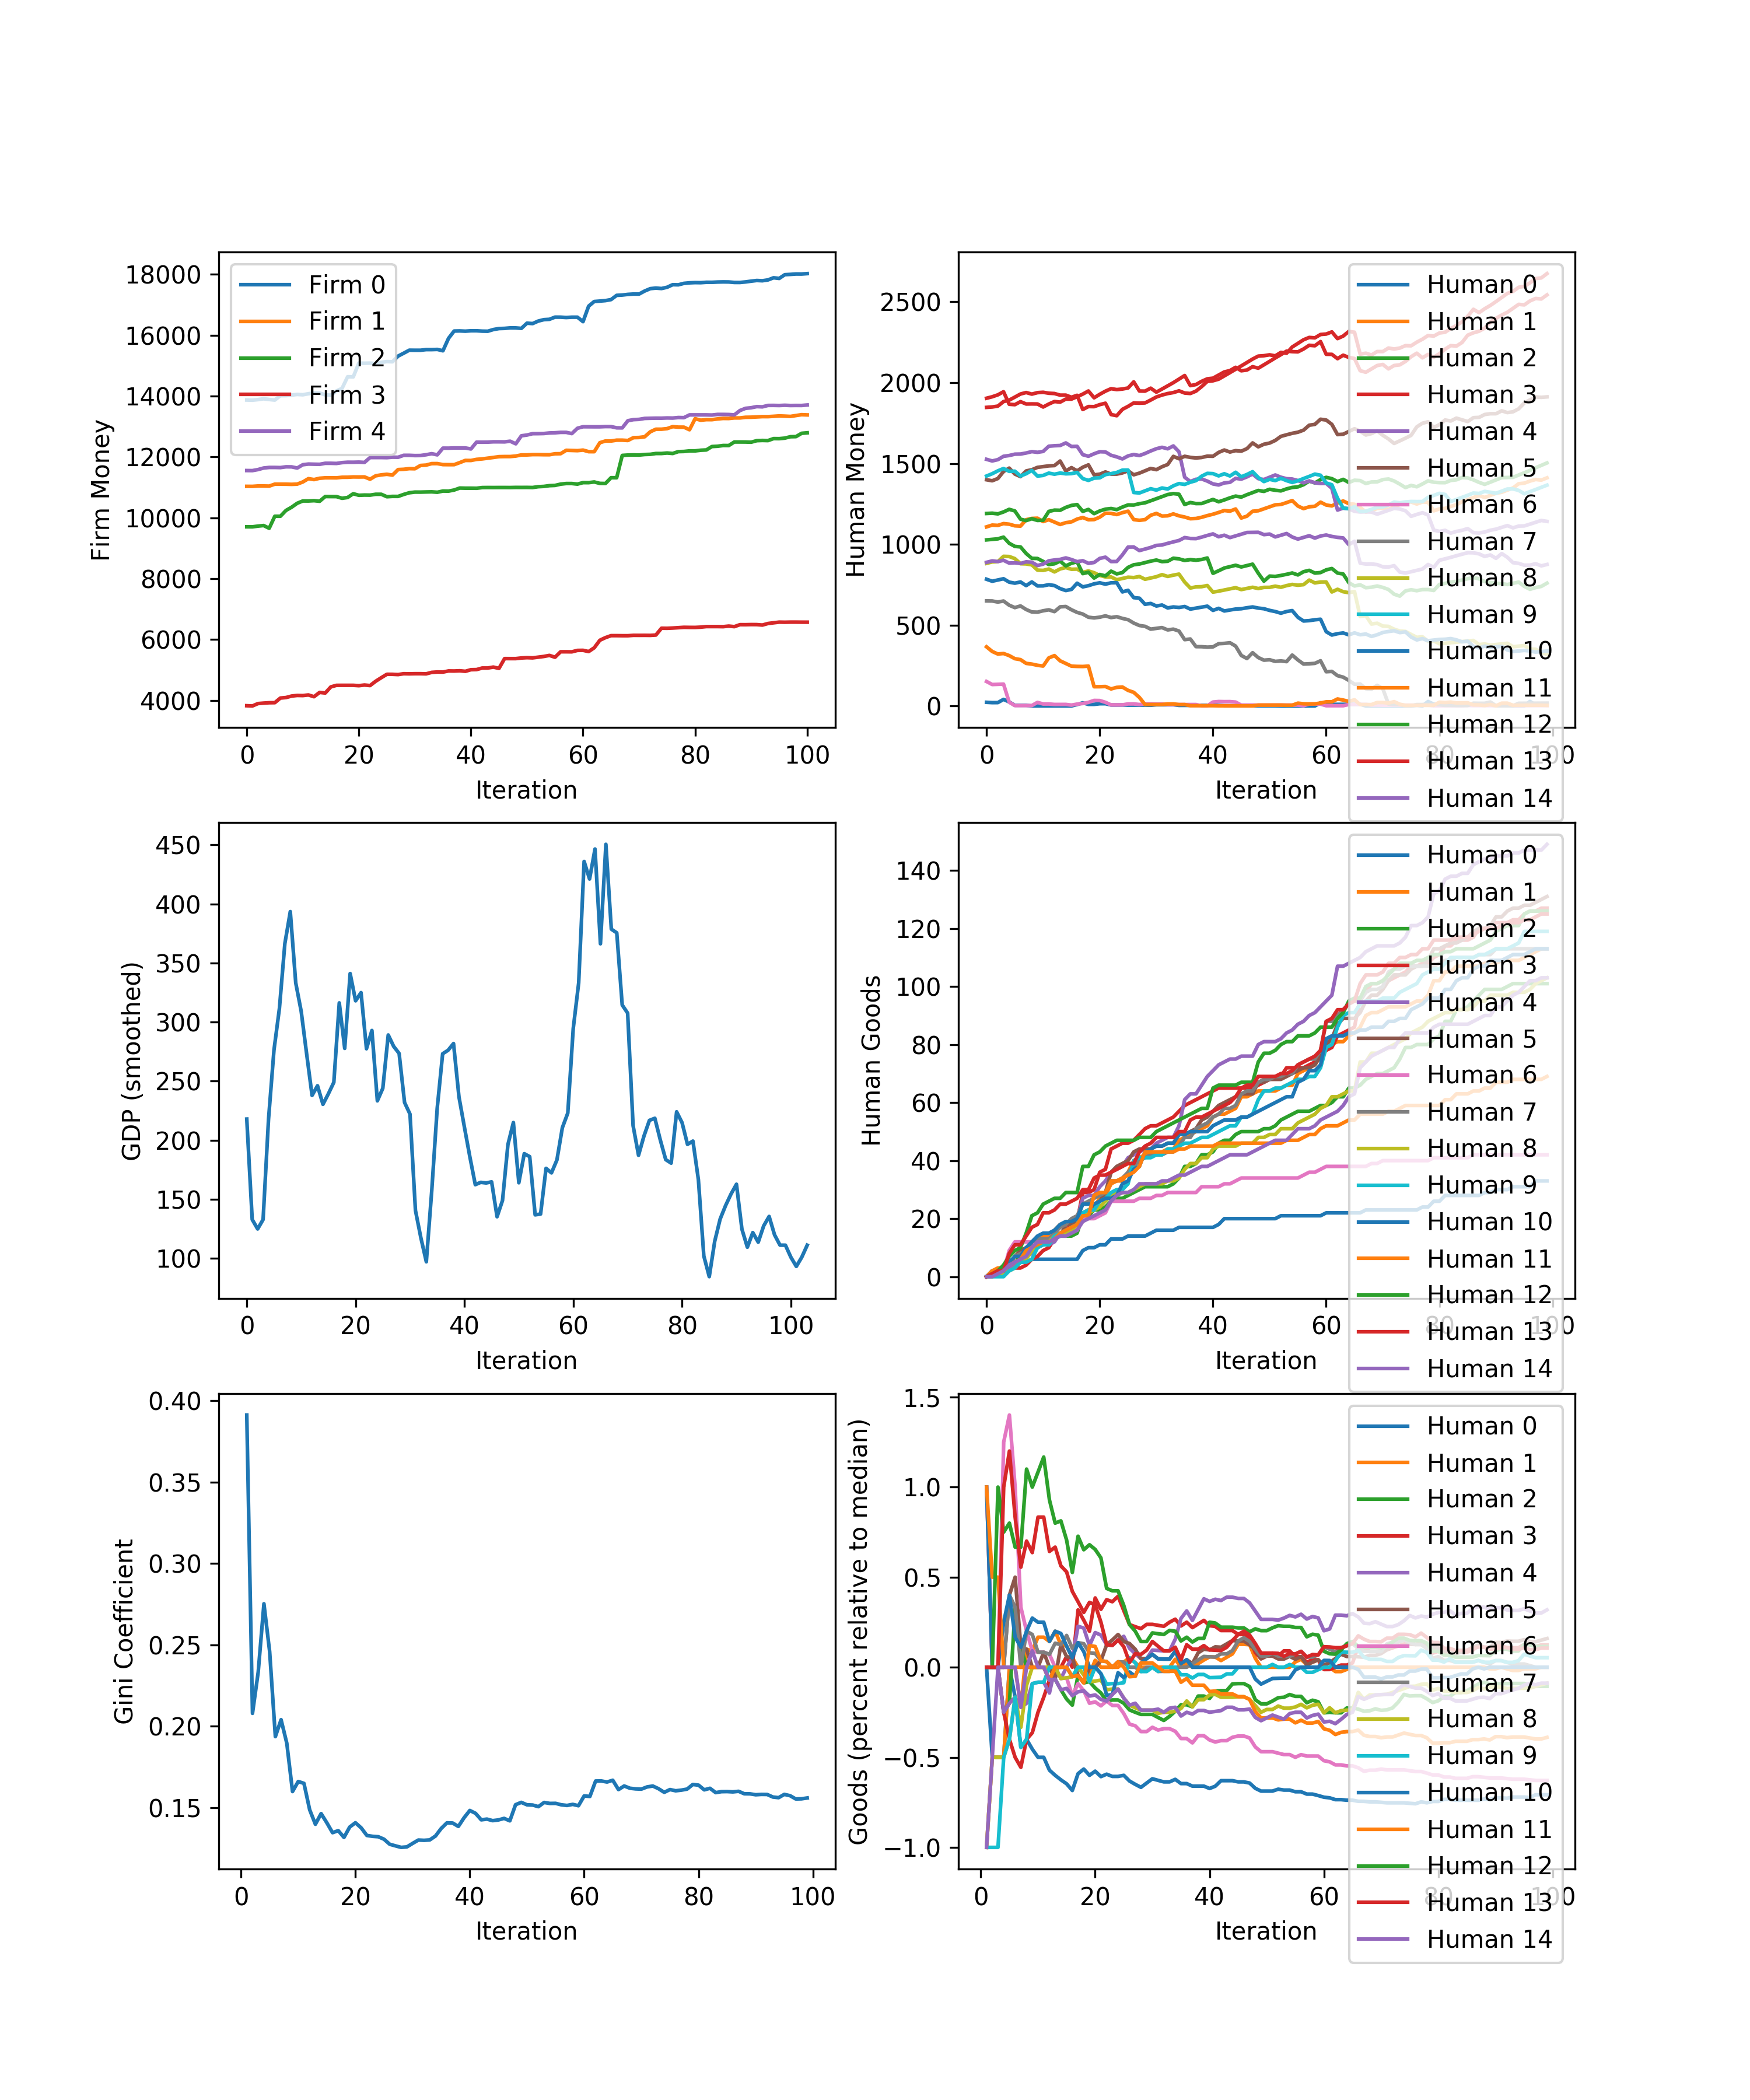 18000
16000
14000
12000
10000
8000
6000
4000
Firm Money
Firm 0
Firm 1
Firm 2
Firm 3
Firm 4
0 20 40 60 80 100
Iteration
2500
2000
1500
1000
500
0
Human Money
Human 0
Human 1
Human 2
Human 3
Human 4
Human 5
Human 6
Human 7
Human 8
Human 9
Human 10
Human 11
Human 12
Human 13
Human 14
0 20 40 60 80 100
Iteration
450
400
350
300
250
200
150
100
GDP (smoothed)
0 20 40 60 80 100
Iteration
140
120
100
80
60
40
20
0
Human Goods
Human 0
Human 1
Human 2
Human 3
Human 4
Human 5
Human 6
Human 7
Human 8
Human 9
Human 10
Human 11
Human 12
Human 13
Human 14
0 20 40 60 80 100
Iteration
0.40
0.35
0.30
0.25
0.20
0.15
Gini Coefficient
0 20 40 60 80 100
Iteration
1.5
1.0
0.5
0.0
−0.5
−1.0
Goods (percent relative to median)
Human 0
Human 1
Human 2
Human 3
Human 4
Human 5
Human 6
Human 7
Human 8
Human 9
Human 10
Human 11
Human 12
Human 13
Human 14
0 20 40 60 80 100
Iteration